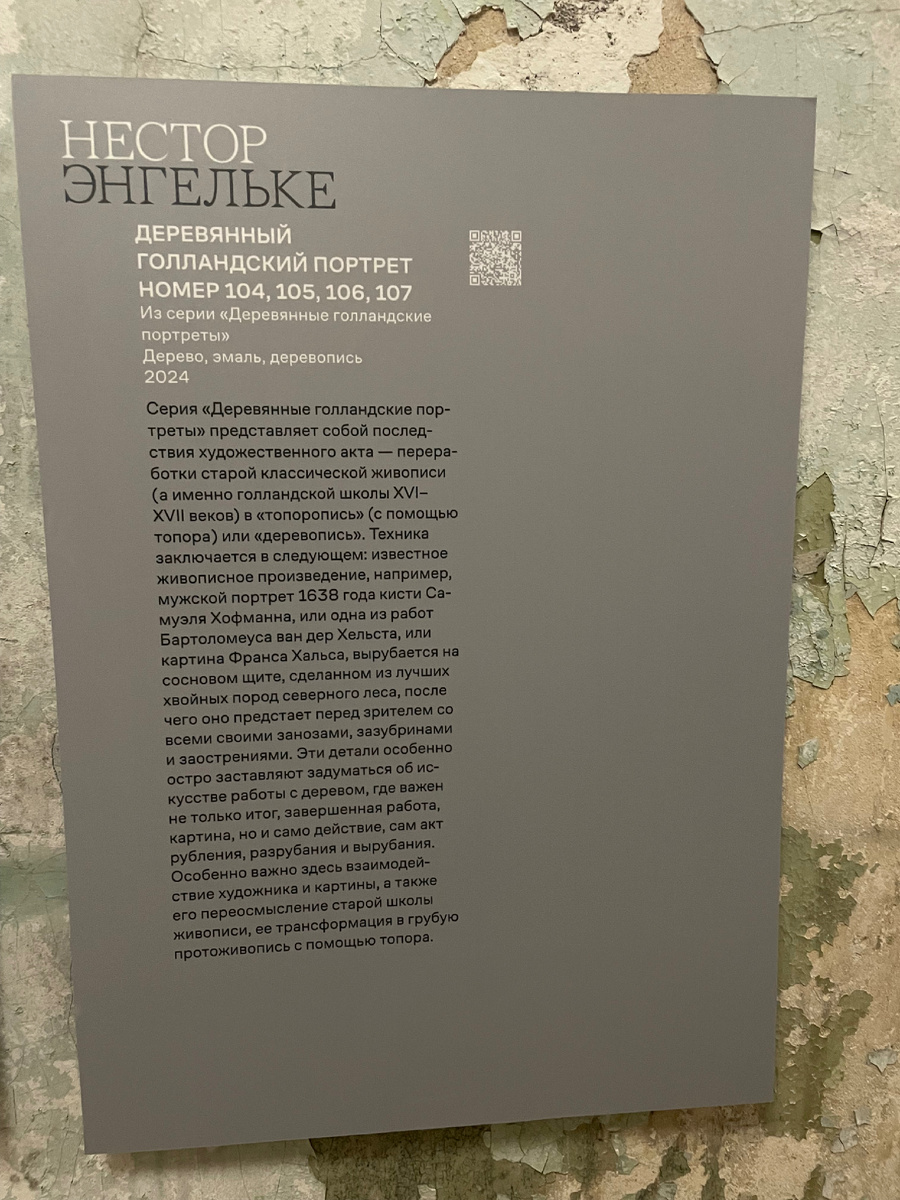 НЕСТОР
ЭНГЕЛЬКЕ
ДЕРЕВЯННЫЙ
ГОЛЛАНДСКИЙ ПОРТРЕТ
НОМЕР 104, 105, 106, 107
Из серии «Деревянные голландские
портреты»
Дерево, эмаль, деревопись
2024
Серия «Деревянные голландские пор-
треты» представляет собой послед-
ствия художественного акта — перера-
ботки старой классической живописи
(а именно голландской школы XVI–
XVII веков) в «топоропись» (с помощью
топора) или «деревопись». Техника
заключается в следующем: известное
живописное произведение, например,
мужской портрет 1638 года кисти Са-
муэля Хофманна, или одна из работ
Бартоломеуса ван дер Хельста, или
картина Франса Хальса, вырубается на
сосновом щите, сделанном из лучших
хвойных пород северного леса, после
чего оно предстает перед зрителем со
всеми своими занозами, зазубринами
и заострениями. Эти детали особенно
остро заставляют задуматься об ис-
кусстве работы с деревом, где важен
не только итог, завершенная работа,
картина, но и само действие, сам акт
рубления, разрубания и вырубания.
Особенно важно здесь взаимодей-
ствие художника и картины, а также
его переосмысление старой школы
живописи, ее трансформация в грубую
протоживопись с помощью топора.